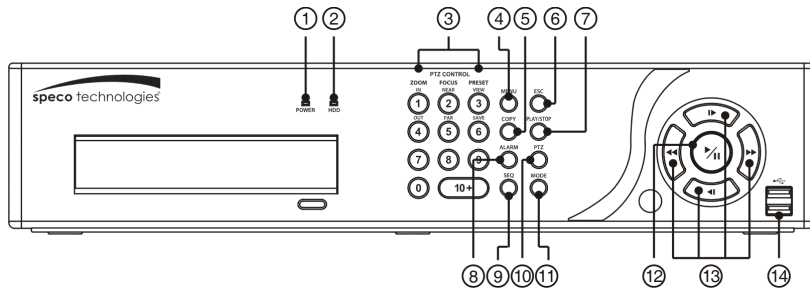 ① ② ③ ④ ⑤ ⑥ ⑦
PTZ CONTROL
ZOOM FOCUS PRESET
IN NEAR VIEW MENU ESC
speco technologies®
POWER HDD
1 2 3
OUT FAR SAVE COPY PLAY/STOP
4 5 6
ALARM PTZ
7 8 9
SEQ MODE
0 10+
⑧ ⑨ ⑩ ⑪ ⑫ ⑬ ⑭